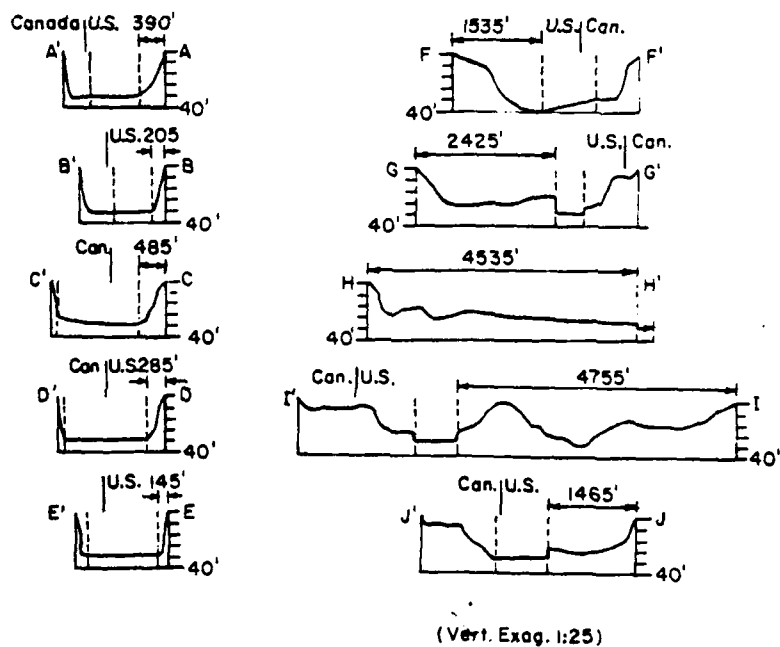 Canada U.S. 390'
A' A
40'
U.S. 205
B' B
40'
Can. 485'
C' C
40'
Can U.S. 285'
D' D
40'
U.S. 145'
E' E
40'
1535' U.S. Can.
F F'
40'
2425' U.S. Can.
G G'
40'
4535'
H H'
40'
Can. U.S. 4755'
I' I
40'
Can. U.S. 1465'
J' J
40'
(Vert. Exag. 1:25)